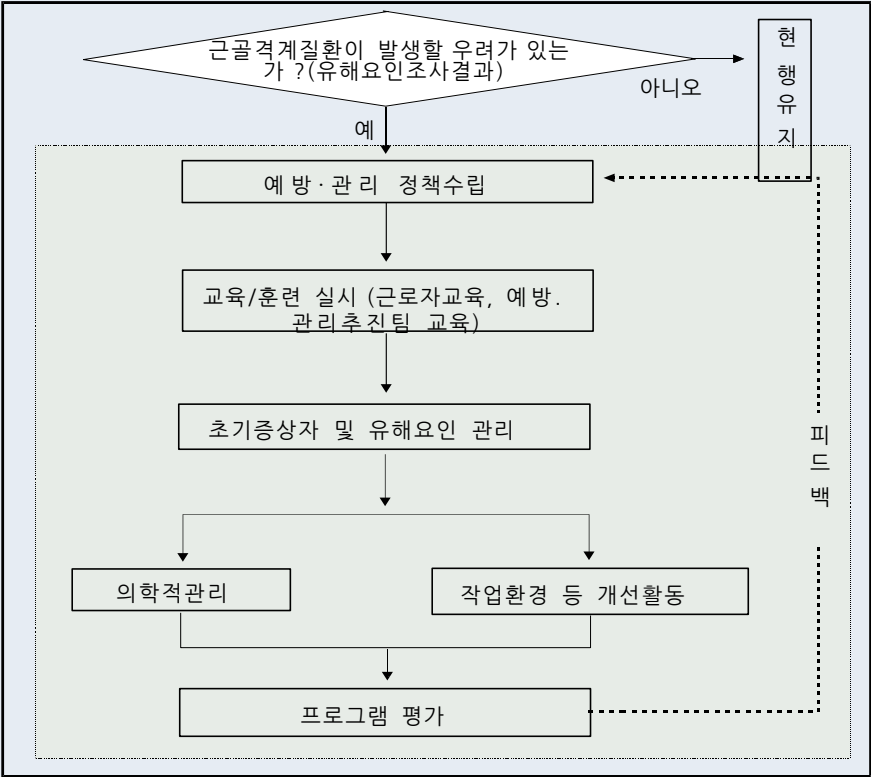 근골격계질환이 발생할 우려가 있는
가 ?(유해요인조사결과)
아니오
현
행
유
지
예
예방·관리 정책수립
교육/훈련 실시 (근로자교육, 예방.
관리추진팀 교육)
초기증상자 및 유해요인 관리
피
드
백
의학적관리
작업환경 등 개선활동
프로그램 평가